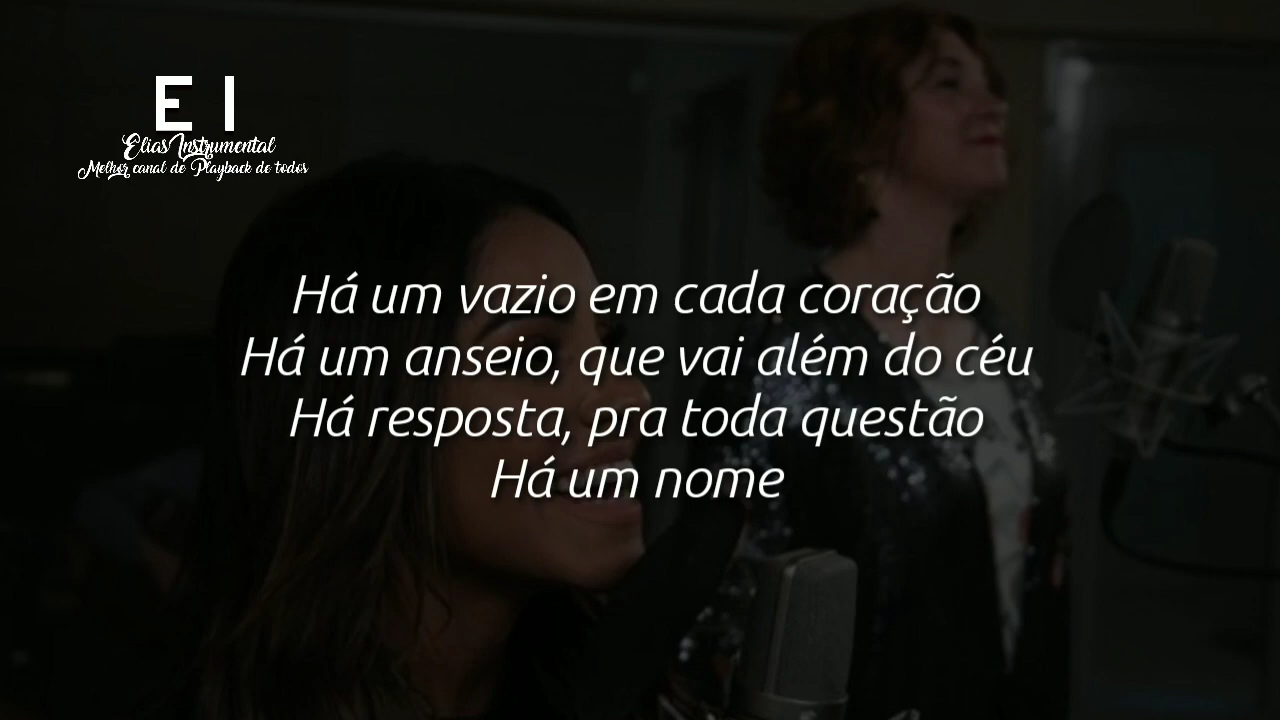 E I
Elias Instrumental
Melhor canal de Playback de todos
Há um vazio em cada coração
Há um anseio, que vai além do céu
Há resposta, pra toda questão
Há um nome